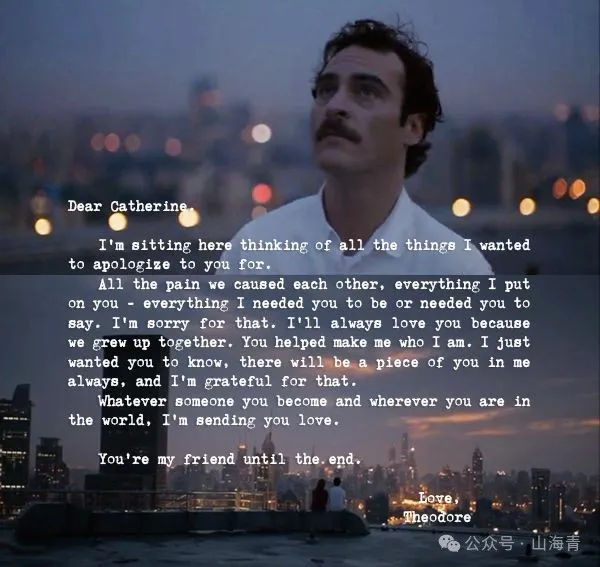 Dear Catherine,
I'm sitting here thinking of all the things I wanted
to apologize to you for.
All the pain we caused each other, everything I put
on you - everything I needed you to be or needed you to
say. I'm sorry for that. I'll always love you because
we grew up together. You helped make me who I am. I just
wanted you to know, there will be a piece of you in me
always, and I'm grateful for that.
Whatever someone you become and wherever you are in
the world, I'm sending you love.
You're my friend until the end.
Love,
Theodore
公众号·山海青